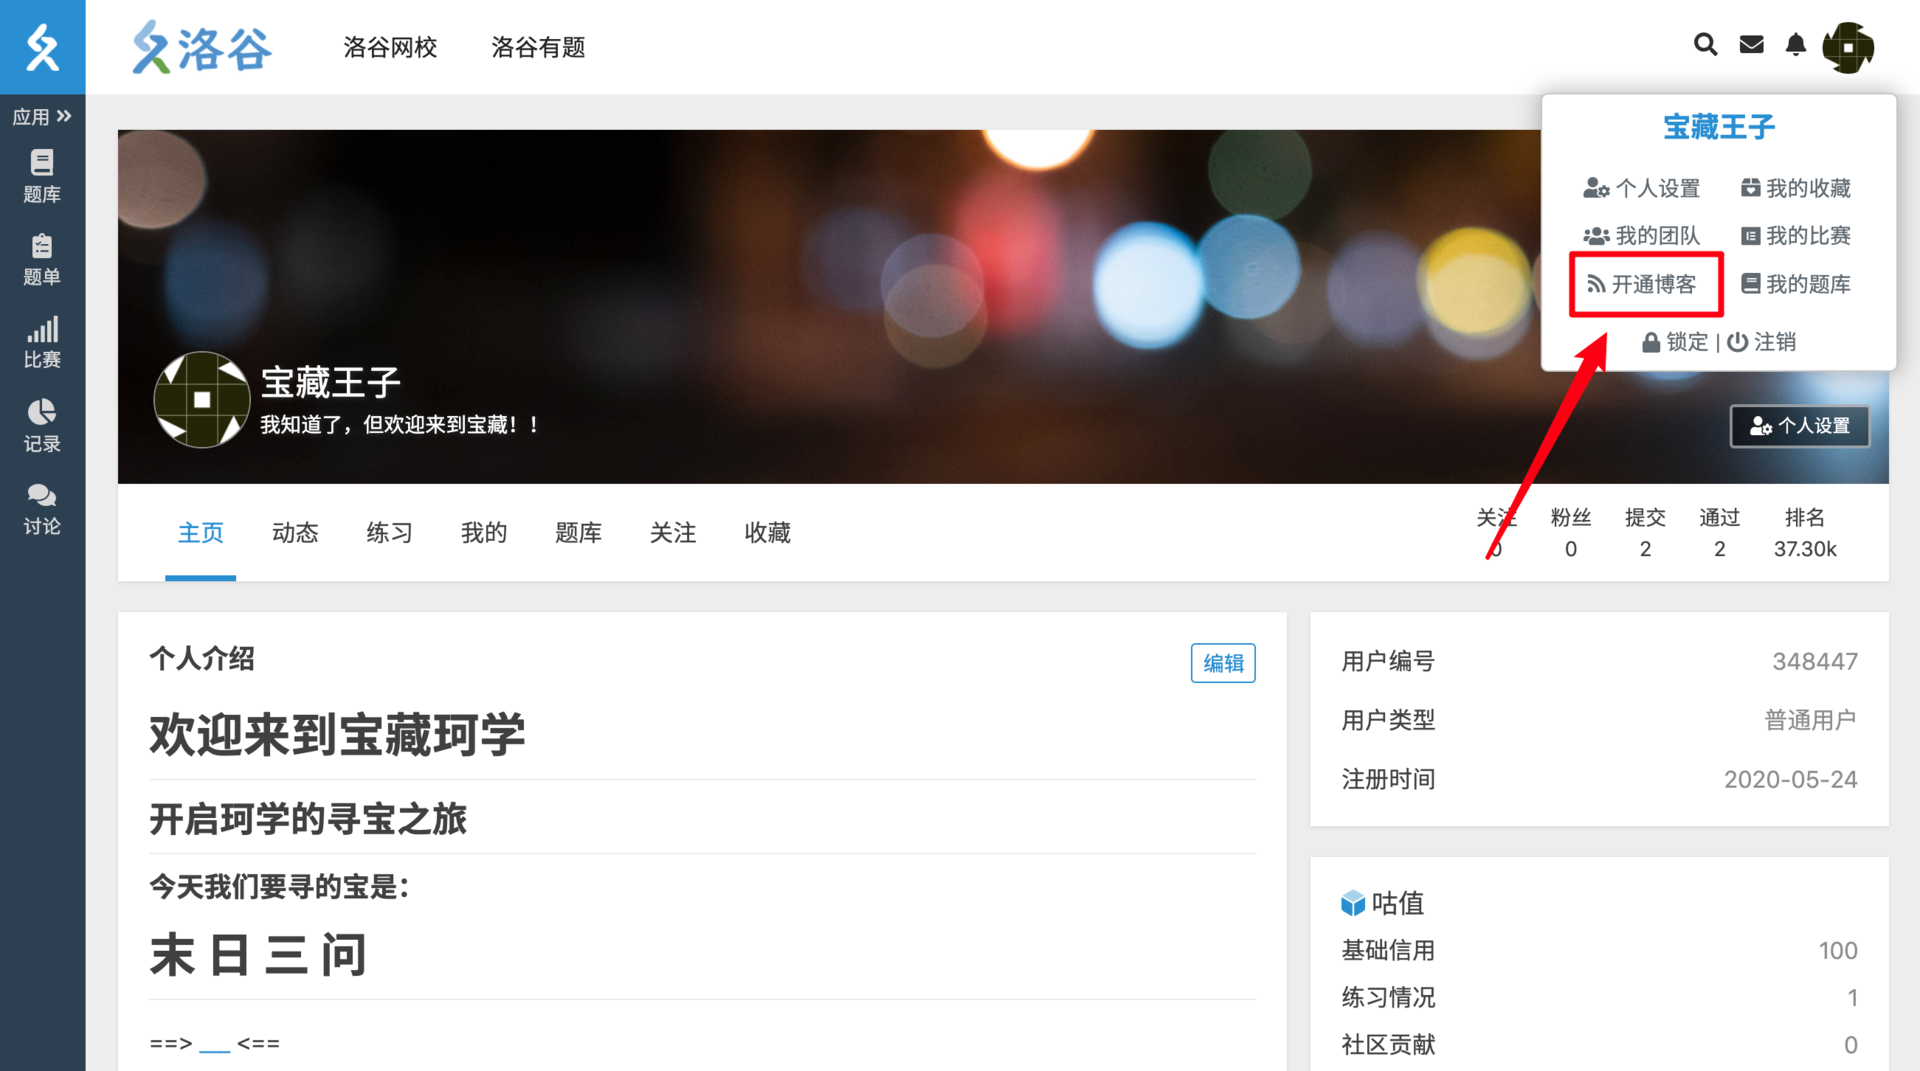 洛谷
洛谷网校
洛谷有题
应用
题库
题单
比赛
记录
讨论
宝藏王子
个人设置
我的收藏
我的团队
我的比赛
开通博客
我的题库
锁定 | 注销
宝藏王子
我知道了，但欢迎来到宝藏！！
个人设置
主页
动态
练习
我的
题库
关注
收藏
关注 粉丝 提交 通过 排名
0 0 2 2 37.30k
个人介绍
编辑
欢迎来到宝藏珂学
开启珂学的寻宝之旅
今天我们要寻的宝是：
末 日 三 问
==> __ <==
用户编号 348447
用户类型 普通用户
注册时间 2020-05-24
咕值
基础信用 100
练习情况 1
社区贡献 0